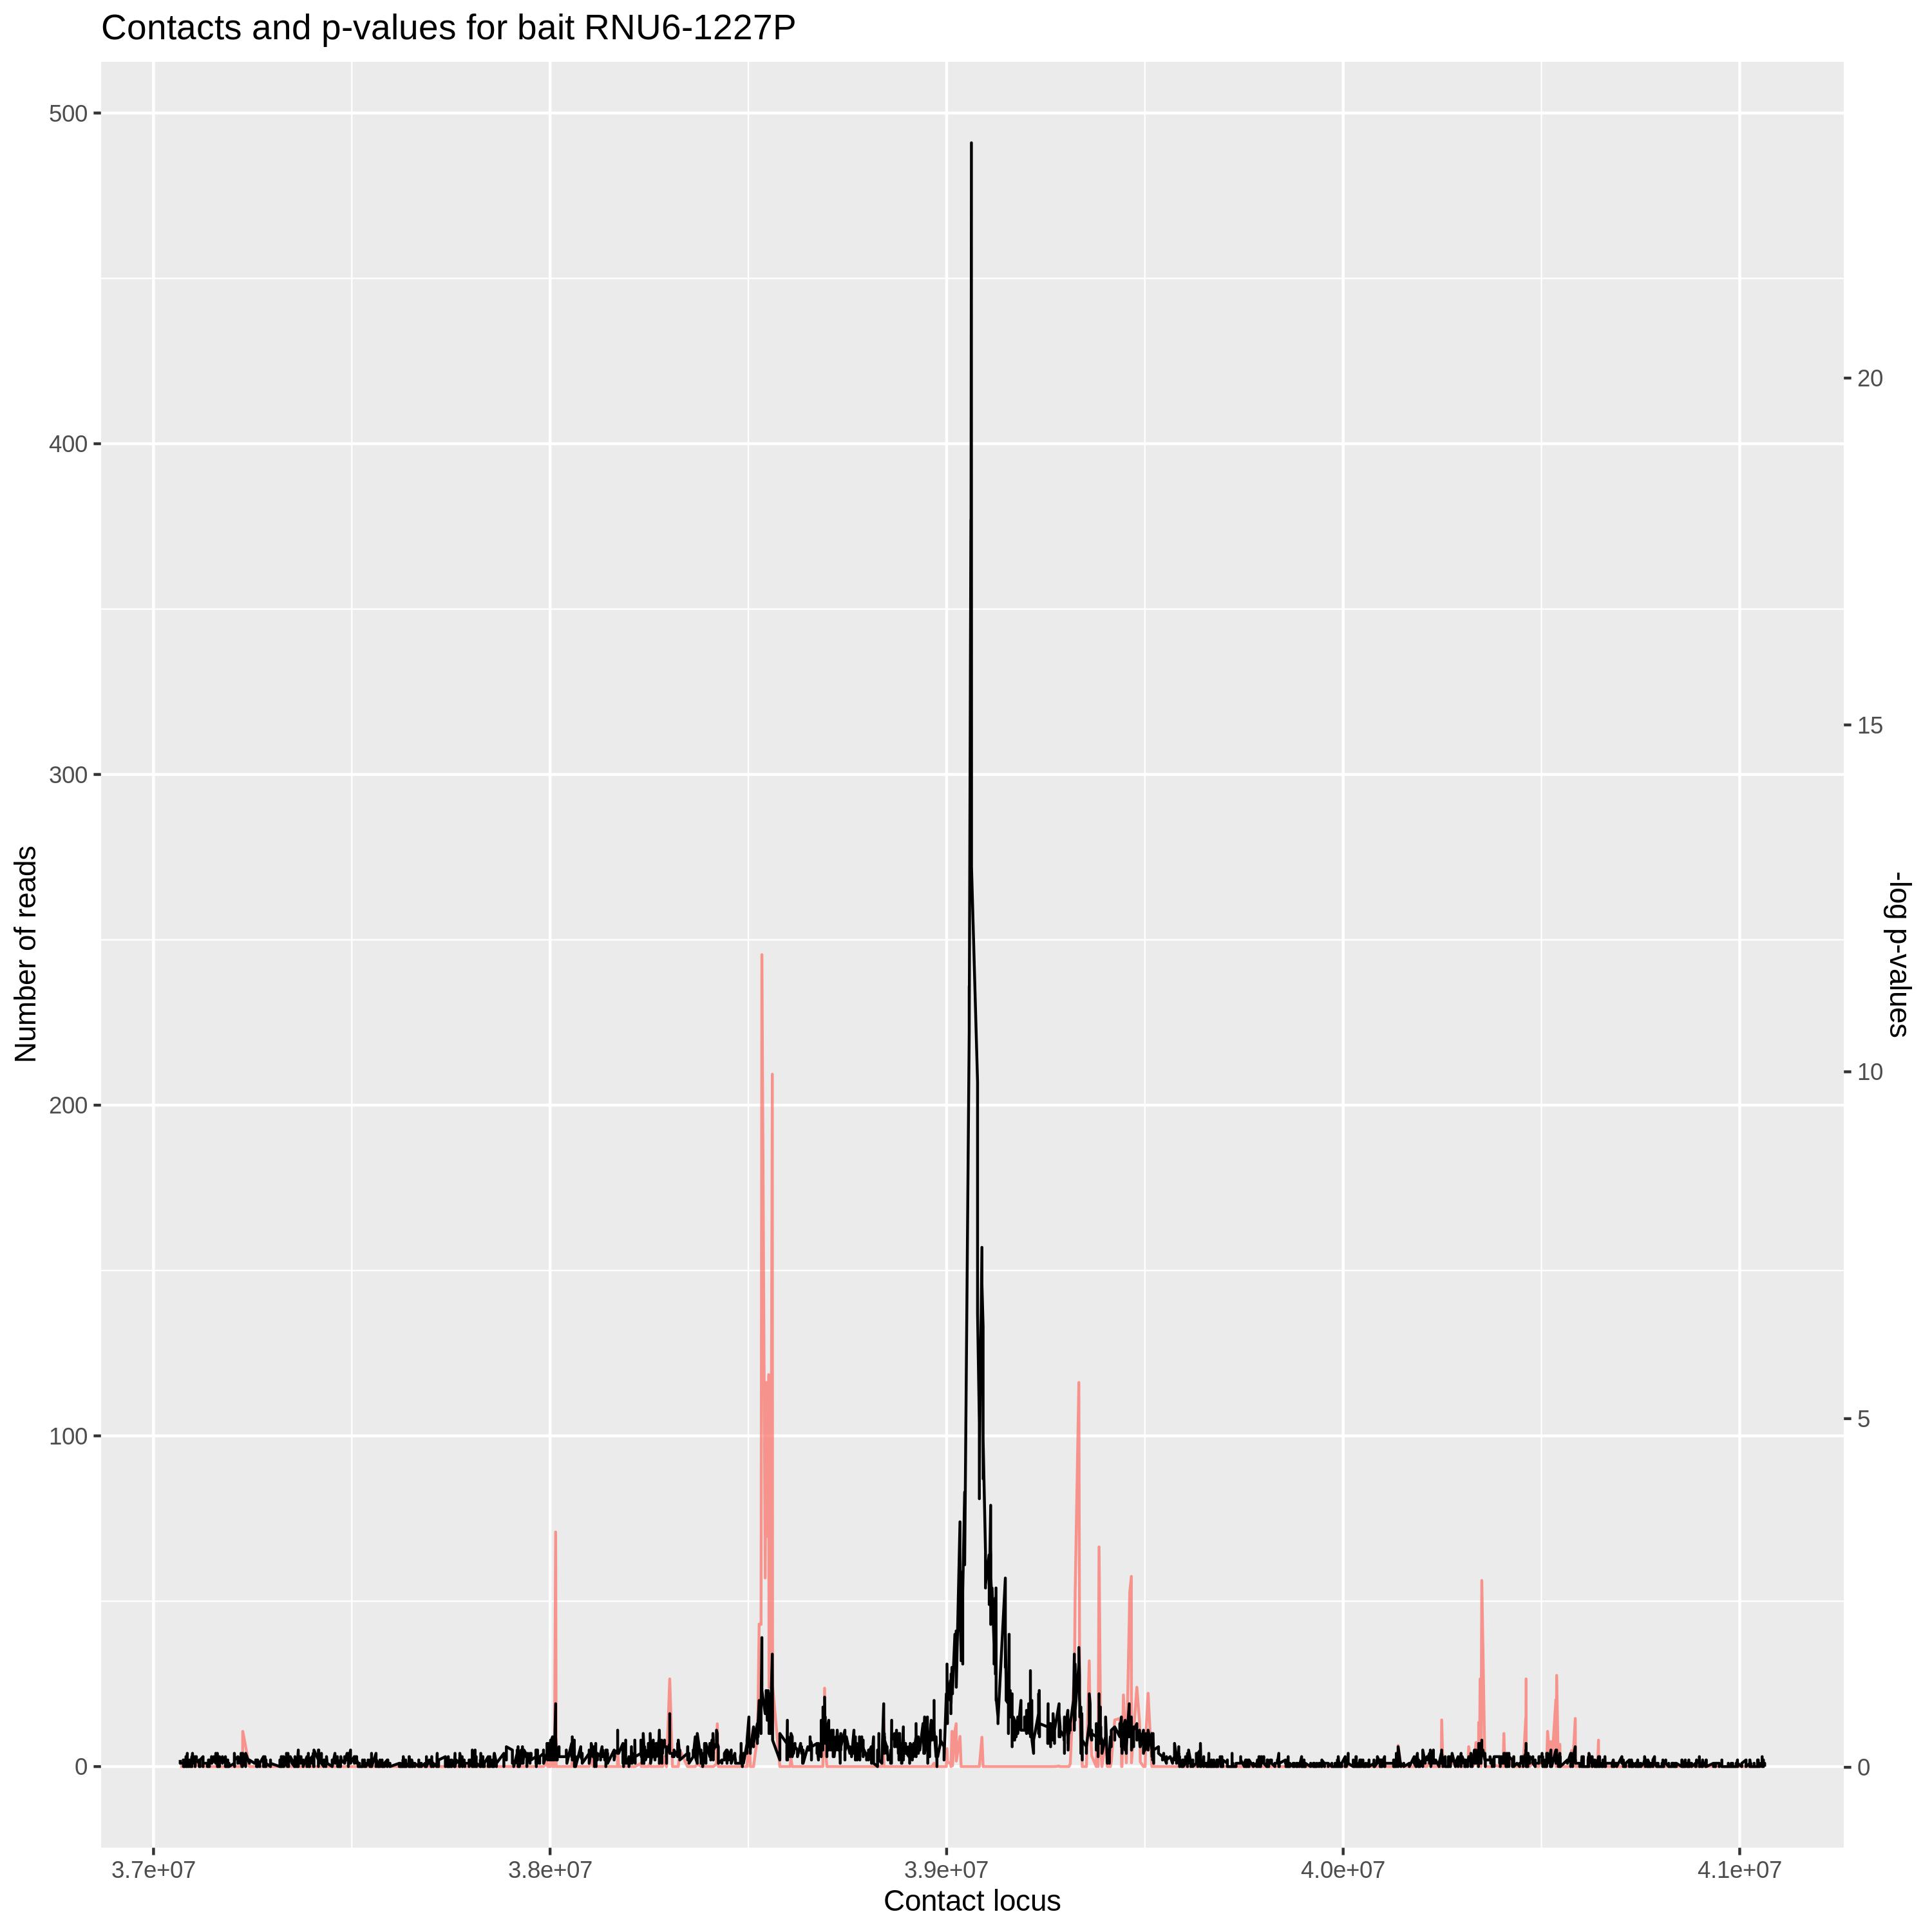 Contacts and p-values for bait RNU6-1227P
500
400
300
200
100
0
Number of reads
20
15
10
5
0
-log p-values
3.7e+07 3.8e+07 3.9e+07 4.0e+07 4.1e+07
Contact locus